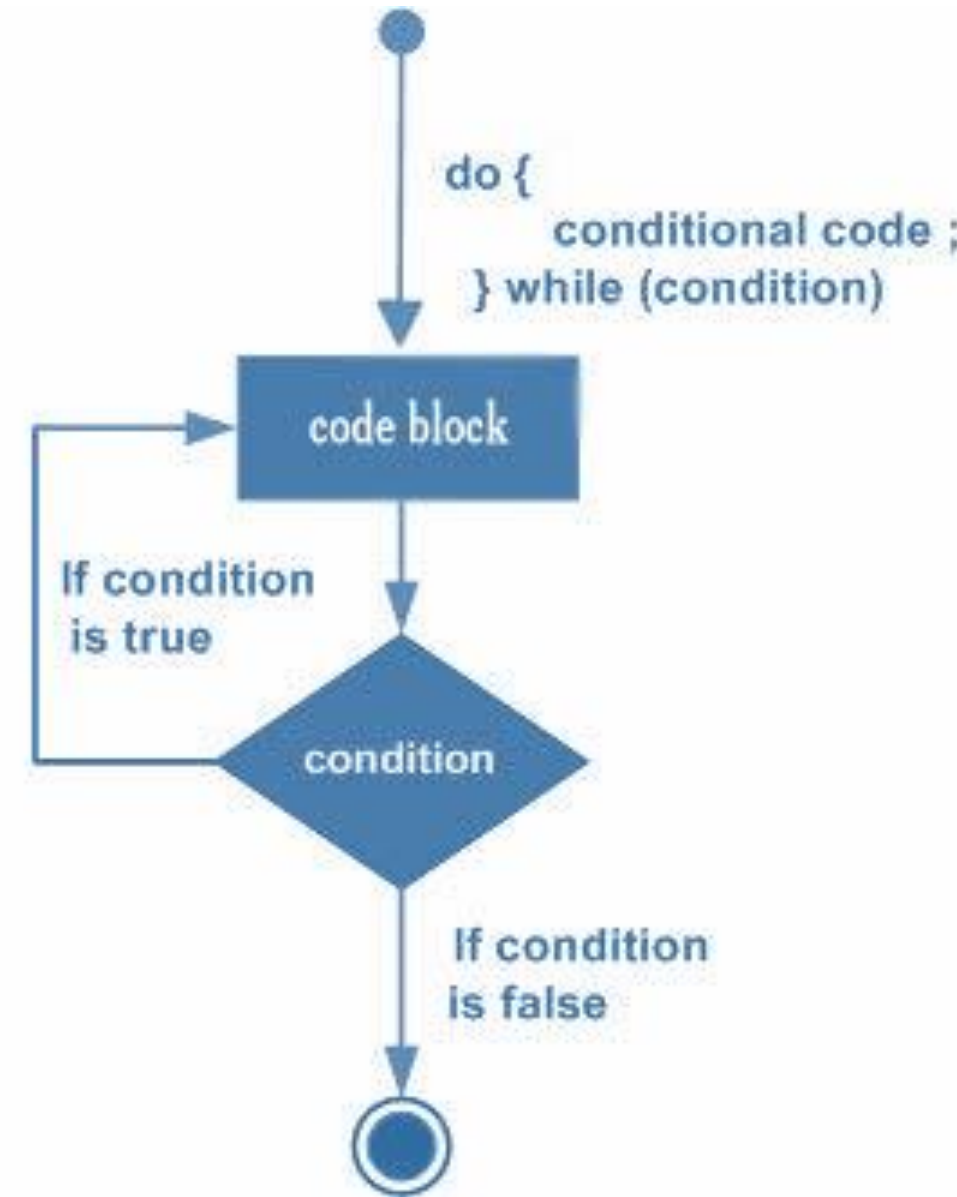 do {
conditional code ;
} while (condition)
code block
If condition
is true
condition
If condition
is false